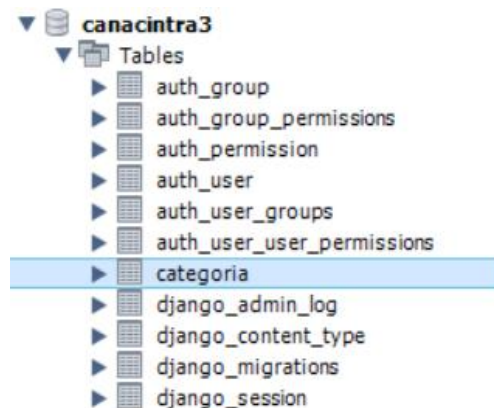 canacintra3
Tables
auth_group
auth_group_permissions
auth_permission
auth_user
auth_user_groups
auth_user_user_permissions
categoria
django_admin_log
django_content_type
django_migrations
django_session